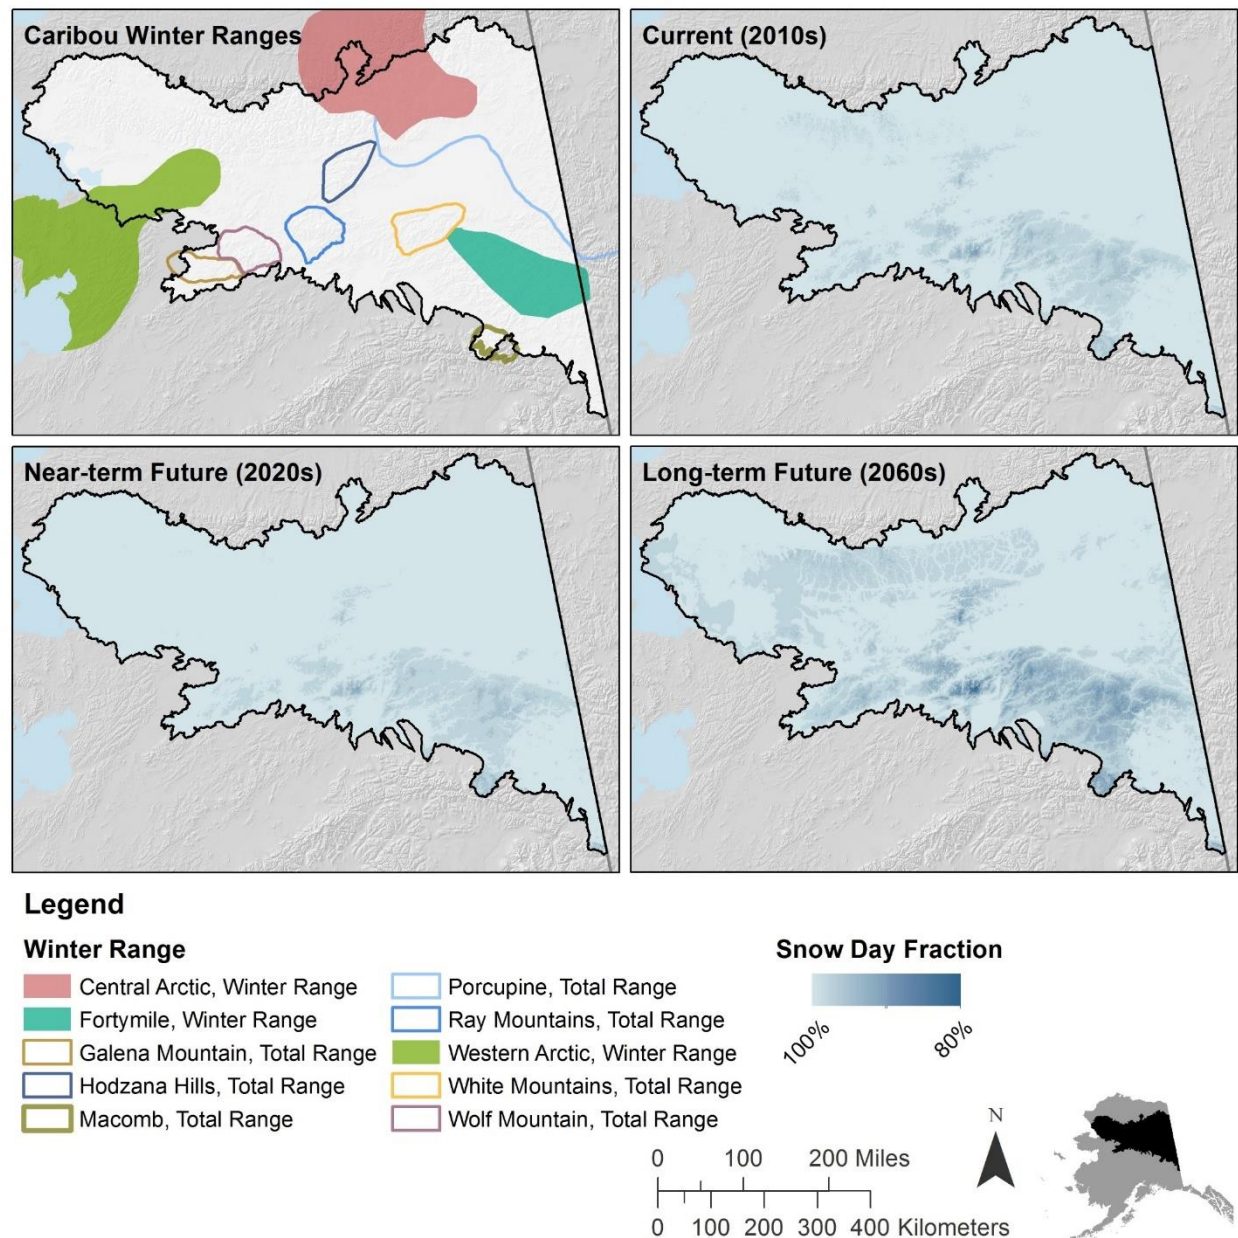 Caribou Winter Ranges
Current (2010s)
Near-term Future (2020s)
Long-term Future (2060s)
Legend
Winter Range
Central Arctic, Winter Range
Fortymile, Winter Range
Galena Mountain, Total Range
Hodzana Hills, Total Range
Macomb, Total Range
Porcupine, Total Range
Ray Mountains, Total Range
Western Arctic, Winter Range
White Mountains, Total Range
Wolf Mountain, Total Range
Snow Day Fraction
100% 80%
0 100 200 Miles
0 100 200 300 400 Kilometers
N